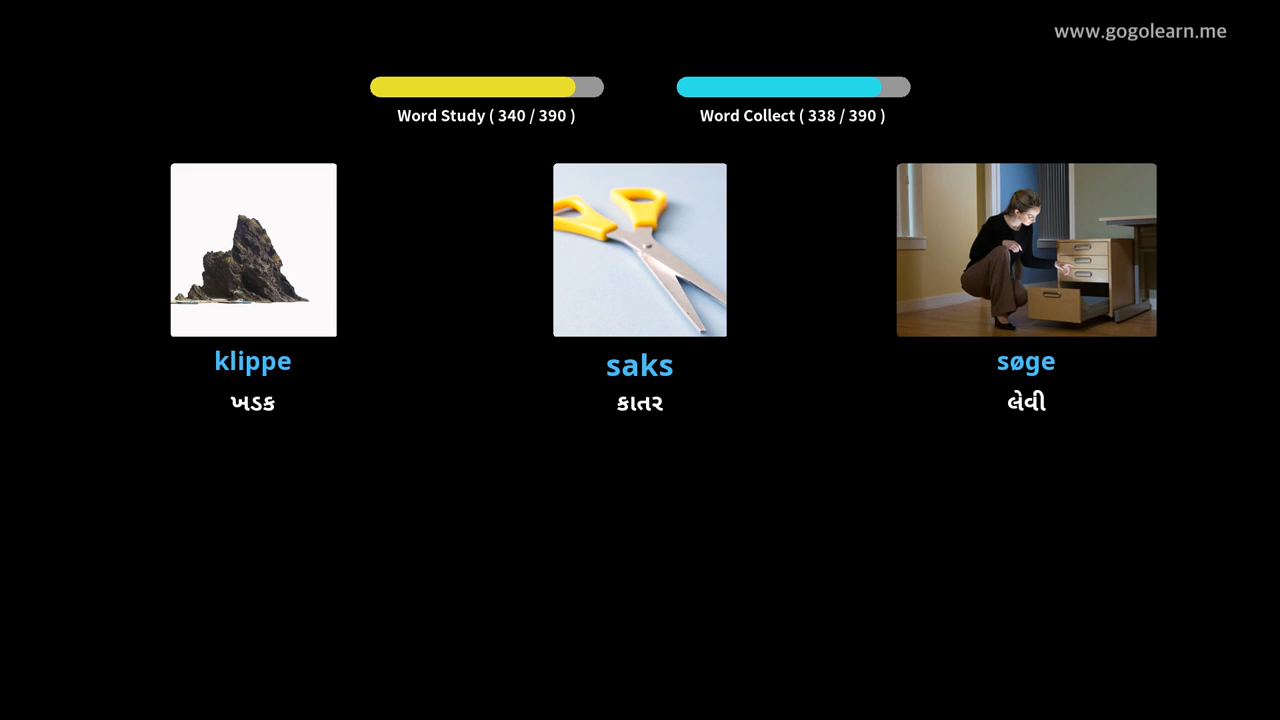 www.gogolearn.me
Word Study ( 340 / 390 )
Word Collect ( 338 / 390 )
klippe
saks
søge
ખડક
કાતર
લેવી